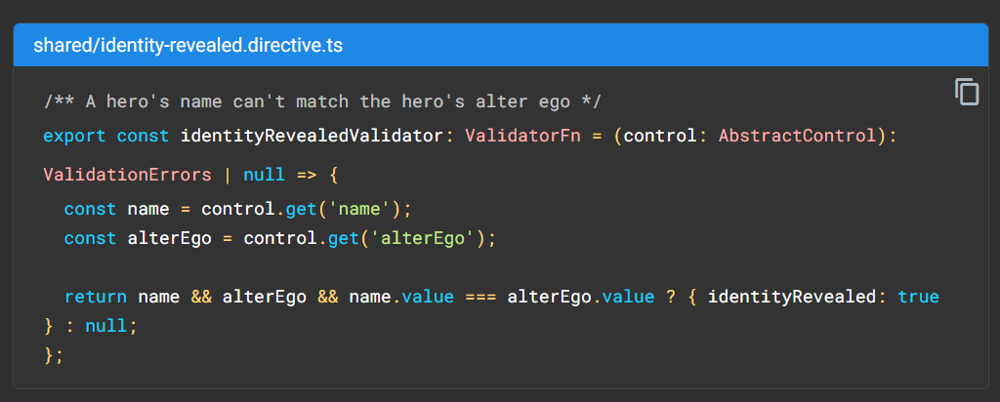 shared/identity-revealed.directive.ts
/** A hero's name can't match the hero's alter ego */
export const identityRevealedValidator: ValidatorFn = (control: AbstractControl):
ValidationErrors | null => {
  const name = control.get('name');
  const alterEgo = control.get('alterEgo');

  return name && alterEgo && name.value === alterEgo.value ? { identityRevealed: true
} : null;
};